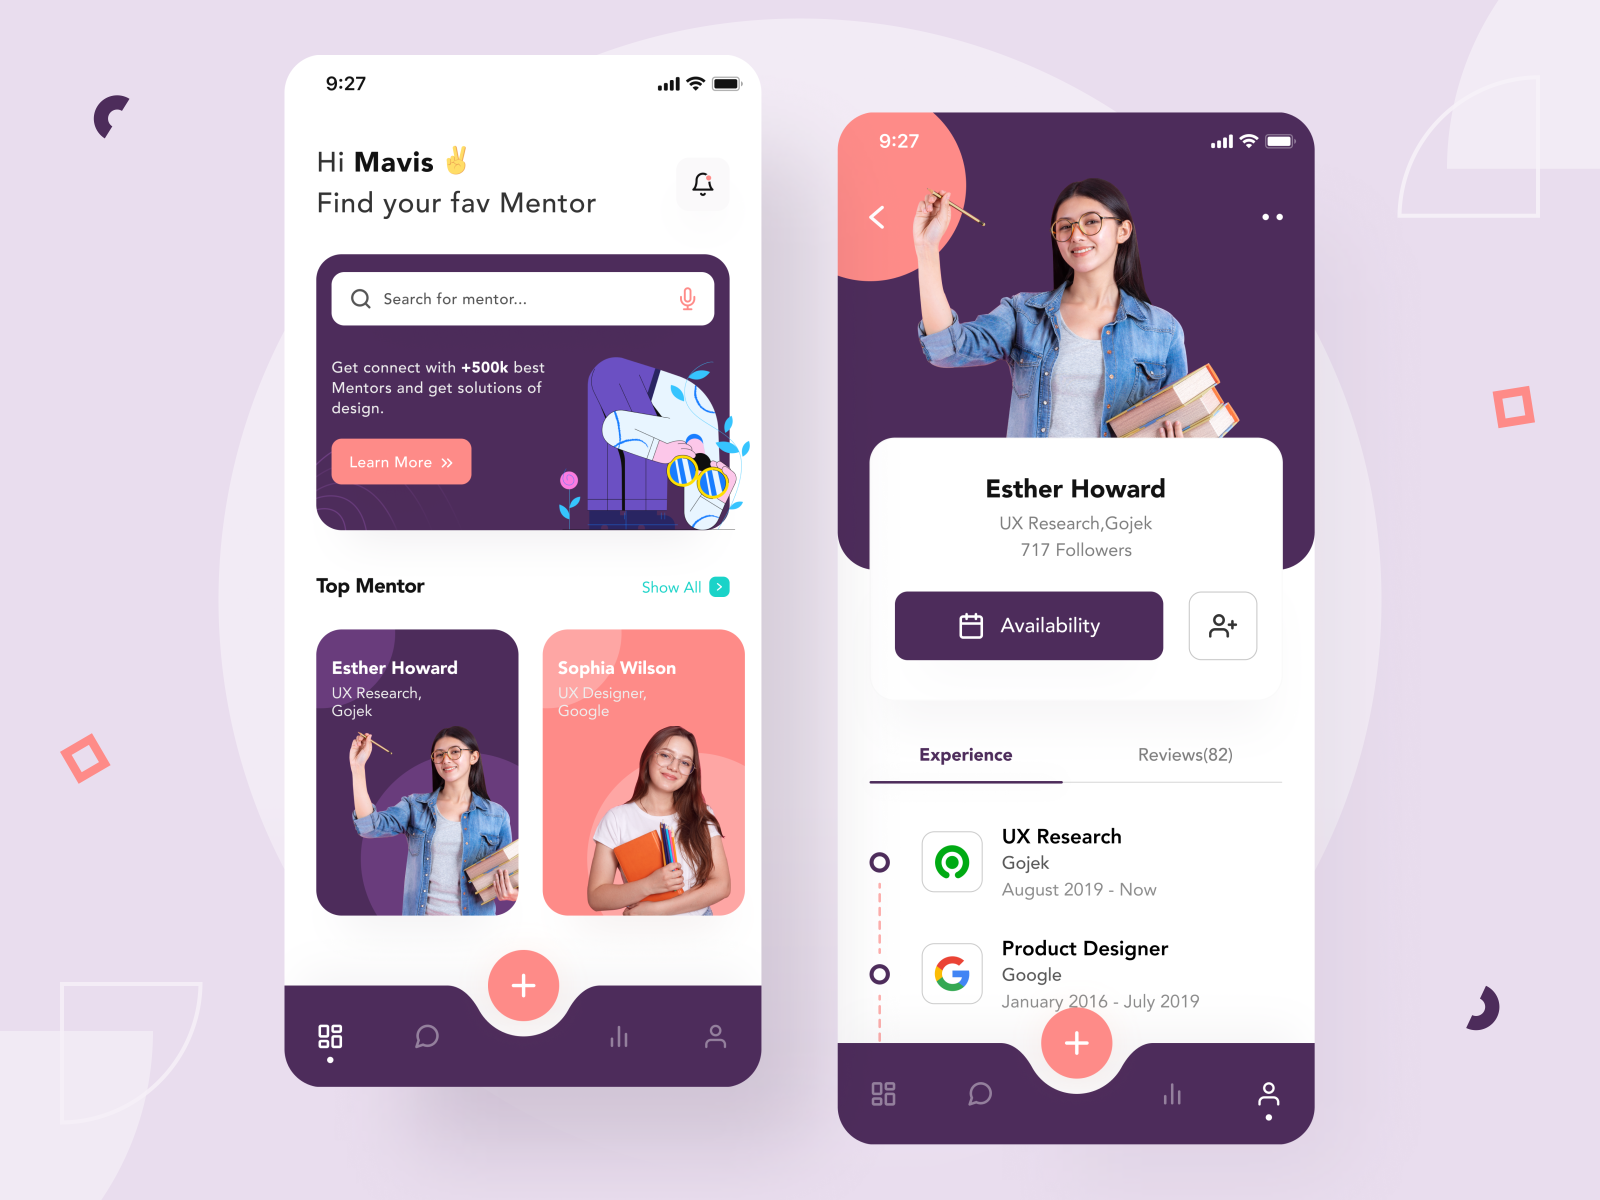 9:27
Hi Mavis ✌️
Find your fav Mentor
Search for mentor...
Get connect with +500k best
Mentors and get solutions of
design.
Learn More »
Top Mentor
Show All
Esther Howard
UX Research,
Gojek
Sophia Wilson
UX Designer,
Google
9:27
Esther Howard
UX Research,Gojek
717 Followers
Availability
Experience
Reviews(82)
UX Research
Gojek
August 2019 - Now
Product Designer
Google
January 2016 - July 2019